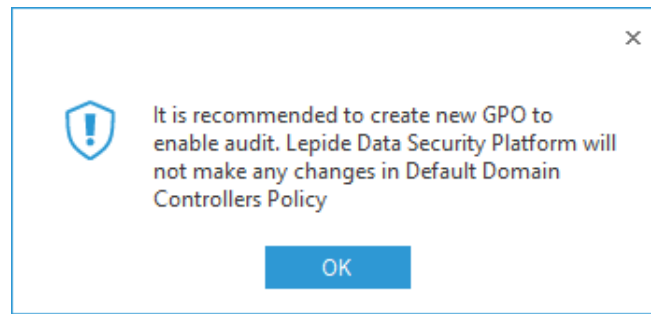 It is recommended to create new GPO to
enable audit. Lepide Data Security Platform will
not make any changes in Default Domain
Controllers Policy
OK